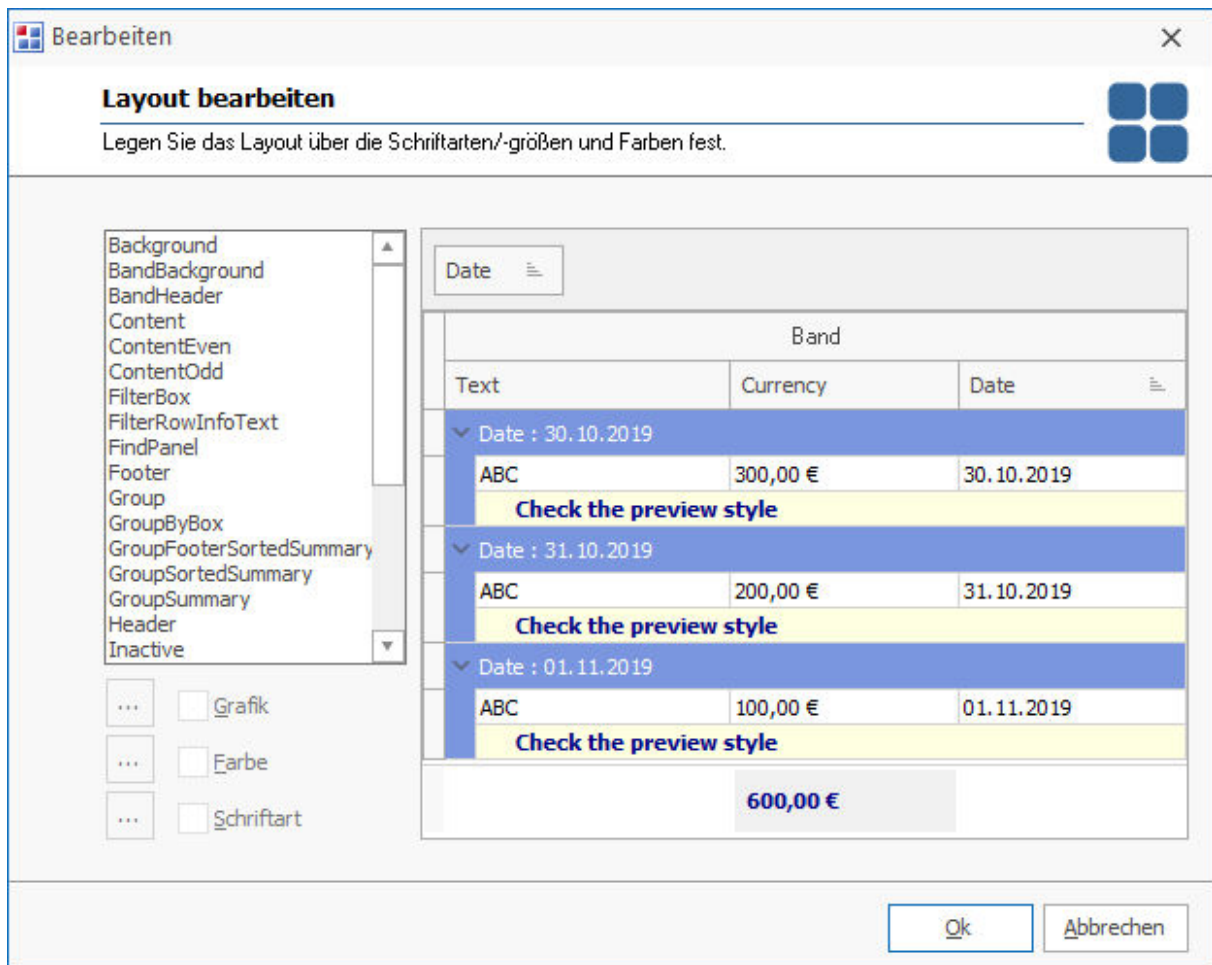 Bearbeiten
Layout bearbeiten
Legen Sie das Layout über die Schriftarten/-größen und Farben fest.
Background
BandBackground
BandHeader
Content
ContentEven
ContentOdd
FilterBox
FilterRowInfoText
FindPanel
Footer
Group
GroupByBox
GroupFooterSortedSummary
GroupSortedSummary
GroupSummary
Header
Inactive
... Grafik
... Farbe
... Schriftart
Date
Band
Text Currency Date
Date : 30.10.2019
ABC 300,00 € 30.10.2019
Check the preview style
Date : 31.10.2019
ABC 200,00 € 31.10.2019
Check the preview style
Date : 01.11.2019
ABC 100,00 € 01.11.2019
Check the preview style
600,00 €
Ok Abbrechen